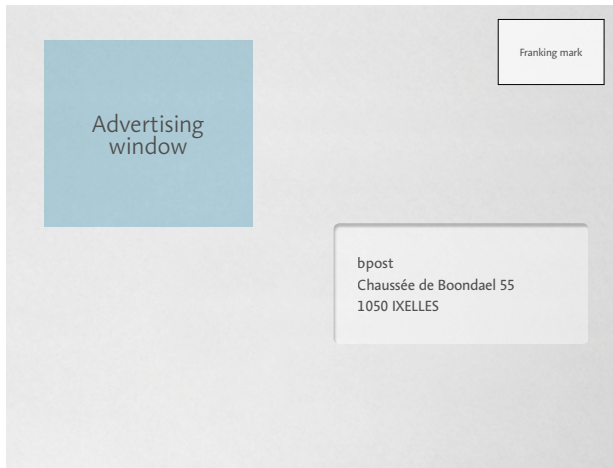 Franking mark
Advertising
window
bpost
Chaussée de Boondael 55
1050 IXELLES